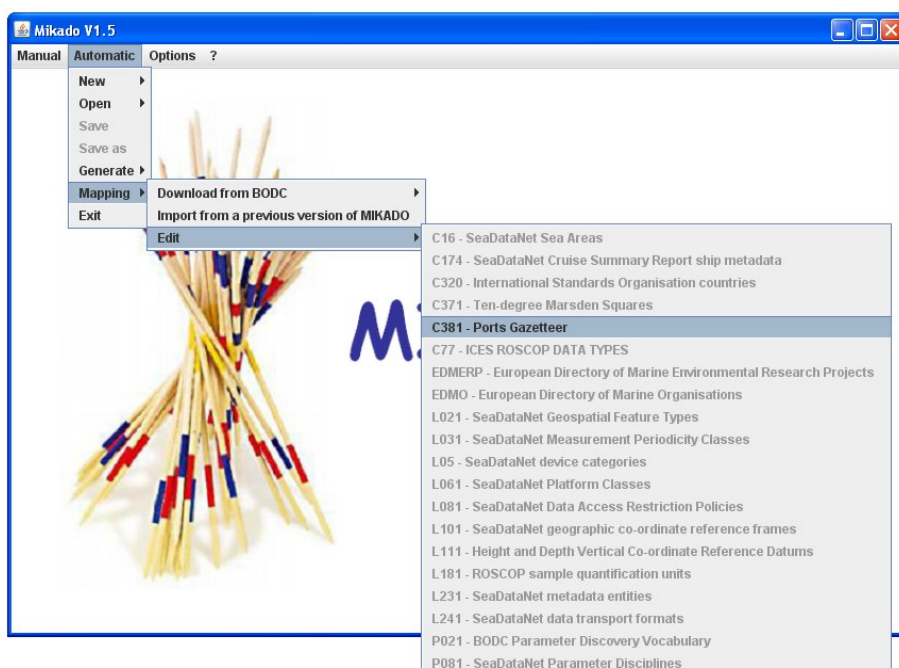 Mikado V1.5
Manual Automatic Options ?
New
Open
Save
Save as
Generate
Mapping
Exit
Download from BODC
Import from a previous version of MIKADO
Edit
C16 - SeaDataNet Sea Areas
C174 - SeaDataNet Cruise Summary Report ship metadata
C320 - International Standards Organisation countries
C371 - Ten-degree Marsden Squares
C381 - Ports Gazetteer
C77 - ICES ROSCOP DATA TYPES
EDMERP - European Directory of Marine Environmental Research Projects
EDMO - European Directory of Marine Organisations
L021 - SeaDataNet Geospatial Feature Types
L031 - SeaDataNet Measurement Periodicity Classes
L05 - SeaDataNet device categories
L061 - SeaDataNet Platform Classes
L081 - SeaDataNet Data Access Restriction Policies
L101 - SeaDataNet geographic co-ordinate reference frames
L111 - Height and Depth Vertical Co-ordinate Reference Datums
L181 - ROSCOP sample quantification units
L231 - SeaDataNet metadata entities
L241 - SeaDataNet data transport formats
P021 - BODC Parameter Discovery Vocabulary
P081 - SeaDataNet Parameter Disciplines